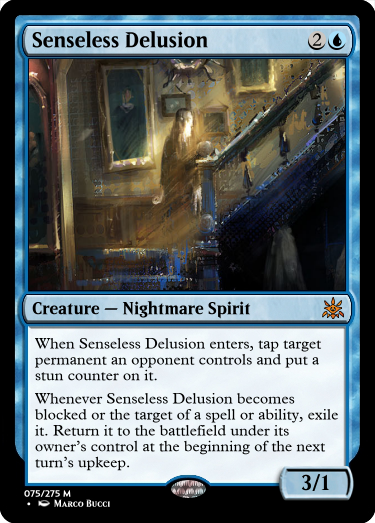 Senseless Delusion 2
Creature — Nightmare Spirit
When Senseless Delusion enters, tap target
permanent an opponent controls and put a
stun counter on it.
Whenever Senseless Delusion becomes
blocked or the target of a spell or ability, exile
it. Return it to the battlefield under its
owner's control at the beginning of the next
turn's upkeep.
3/1
075/275 M
• Marco Bucci